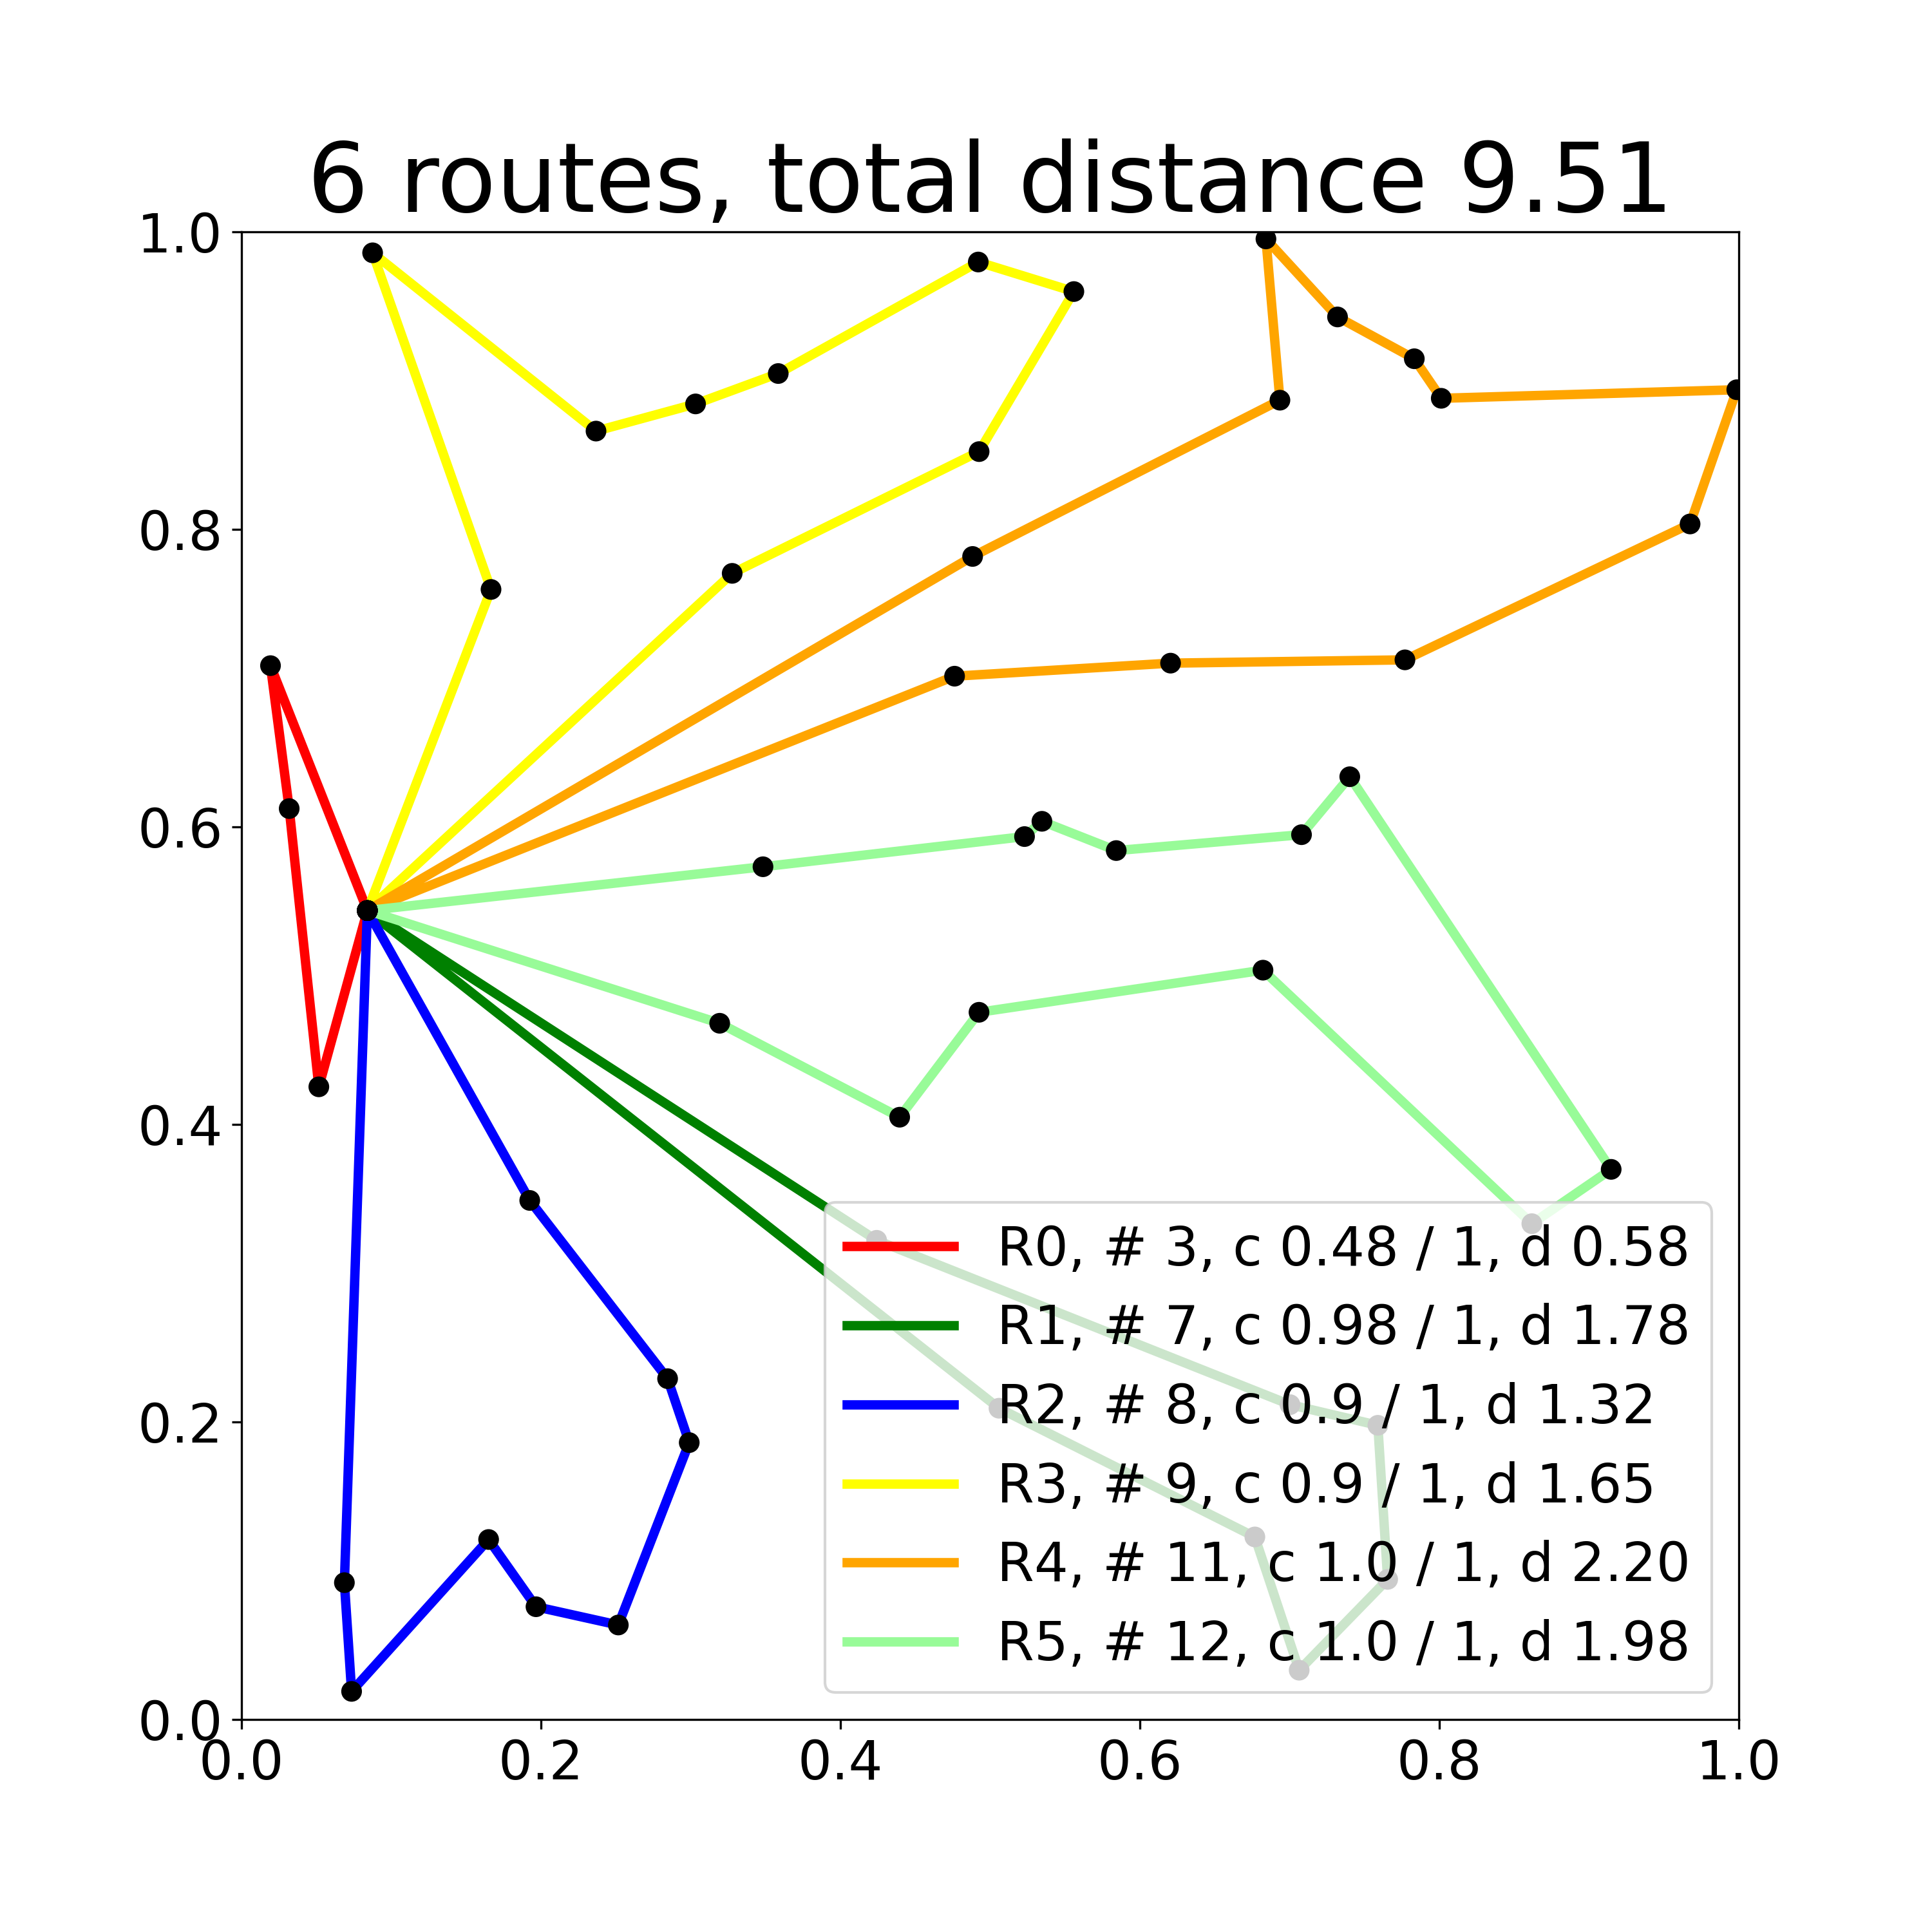 6 routes, total distance 9.51
1.0
0.8
0.6
0.4
0.2
0.0
0.0 0.2 0.4 0.6 0.8 1.0
R0, # 3, c 0.48 / 1, d 0.58
R1, # 7, c 0.98 / 1, d 1.78
R2, # 8, c 0.9 / 1, d 1.32
R3, # 9, c 0.9 / 1, d 1.65
R4, # 11, c 1.0 / 1, d 2.20
R5, # 12, c 1.0 / 1, d 1.98